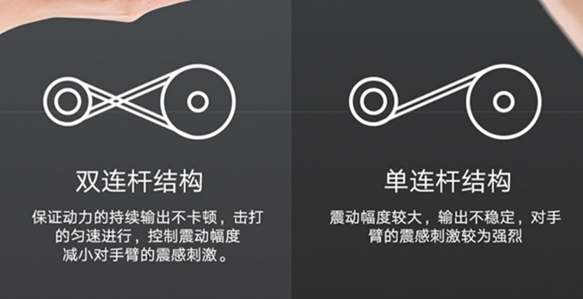 双连杆结构
保证动力的持续输出不卡顿，击打
的匀速进行，控制震动幅度
减小对手臂的震感刺激。
单连杆结构
震动幅度较大，输出不稳定，对手
臂的震感刺激较为强烈